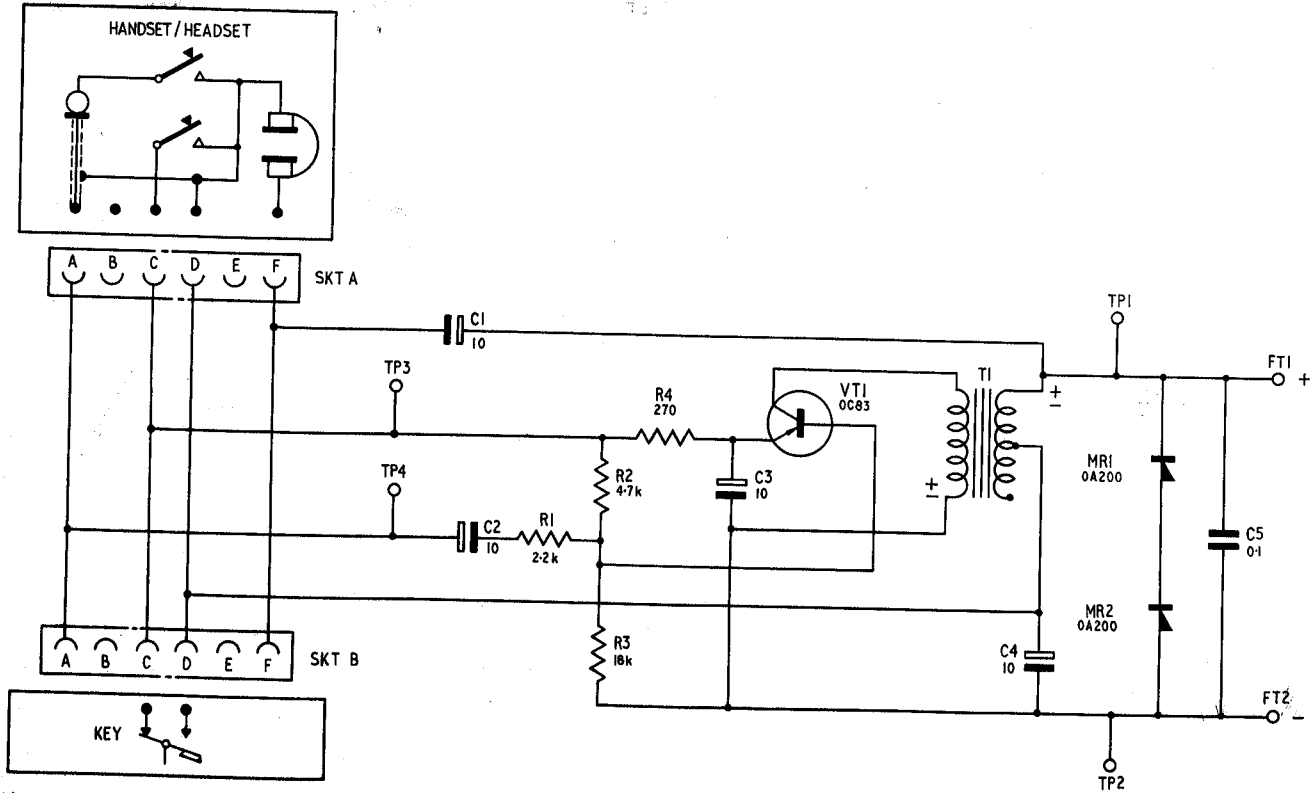 HANDSET/HEADSET
A B C D E F
SKT A
C1
10
TP1
FT1 +
TP3
R4
270
VT1
OC83
T1
+
−
R2
4·7k
C3
10
MR1
OA200
TP4
+
−
C2
10
R1
2·2k
C5
0·1
MR2
OA200
R3
18k
C4
10
A B C D E F
SKT B
FT2 −
KEY
TP2